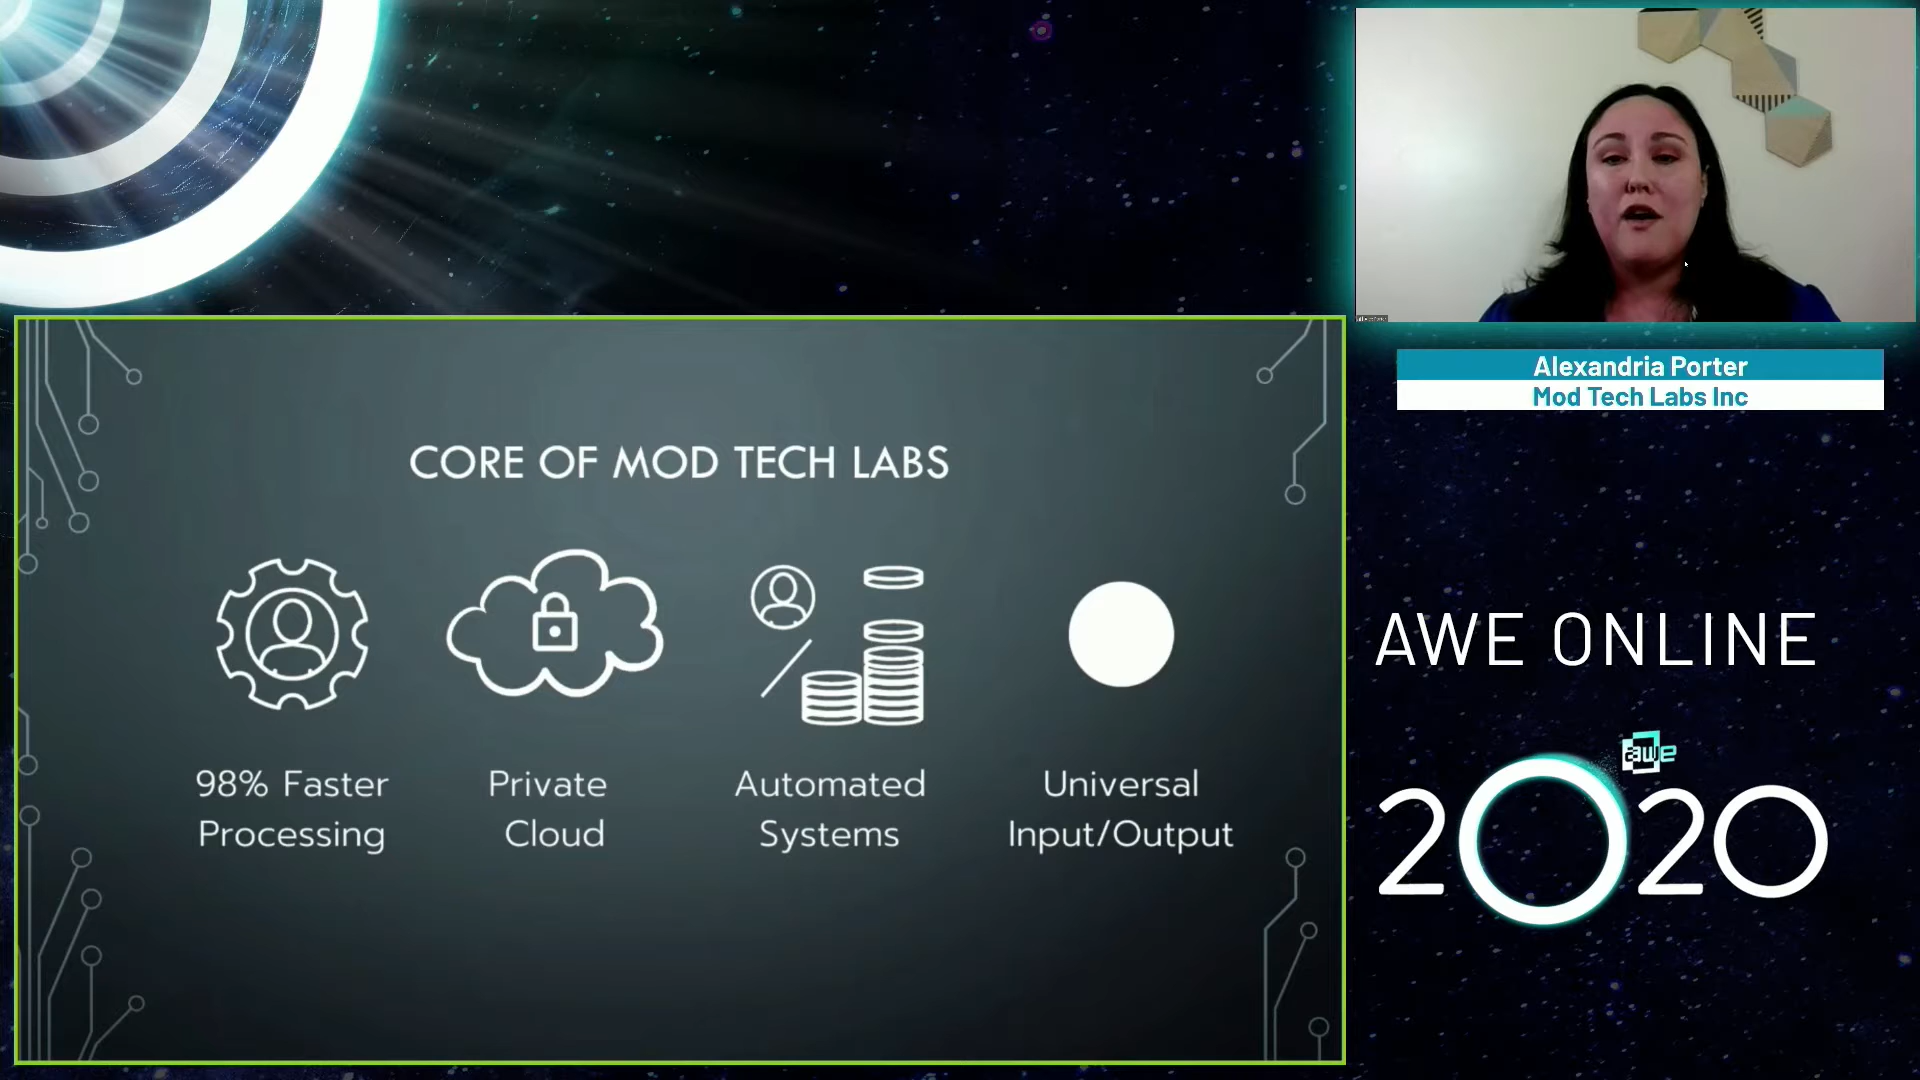 CORE OF MOD TECH LABS
98% Faster
Processing
Private
Cloud
Automated
Systems
Universal
Input/Output
Alexandria Porter
Mod Tech Labs Inc
AWE ONLINE
awe
2020